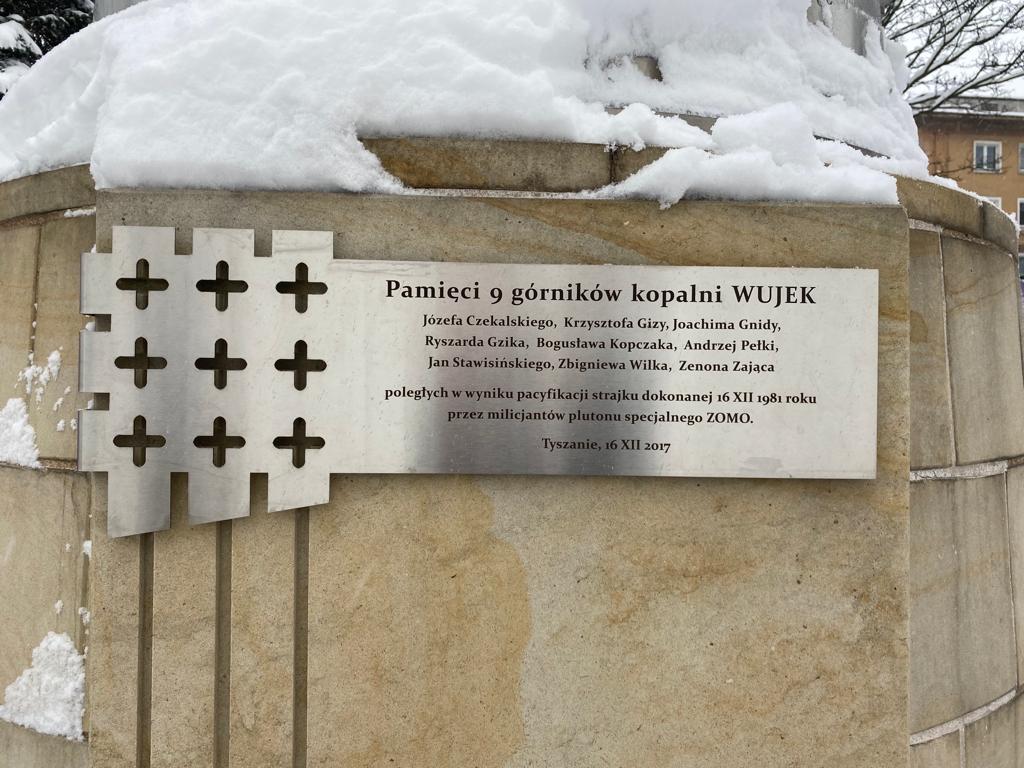 Pamięci 9 górników kopalni WUJEK
Józefa Czekalskiego, Krzysztofa Gizy, Joachima Gnidy,
Ryszarda Gzika, Bogusława Kopczaka, Andrzej Pełki,
Jan Stawisińskiego, Zbigniewa Wilka, Zenona Zająca
poległych w wyniku pacyfikacji strajku dokonanej 16 XII 1981 roku
przez milicjantów plutonu specjalnego ZOMO.
Tyszanie, 16 XII 2017